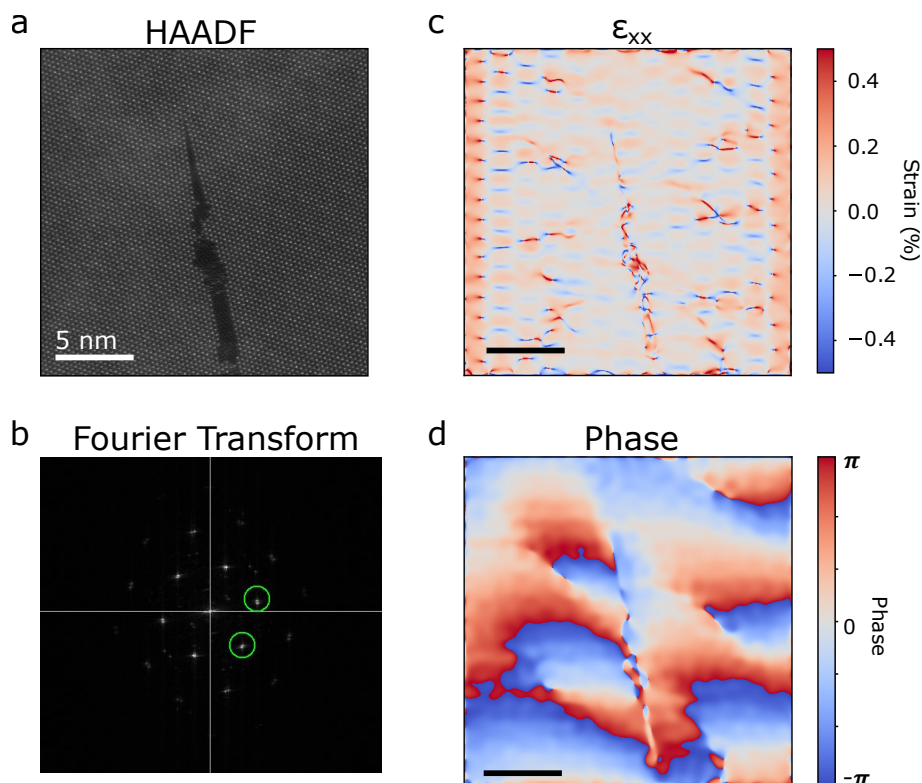 a
HAADF
5 nm
c
εxx
0.4
0.2
0.0
−0.2
−0.4
Strain (%)
b
Fourier Transform
d
Phase
π
0
-π
Phase